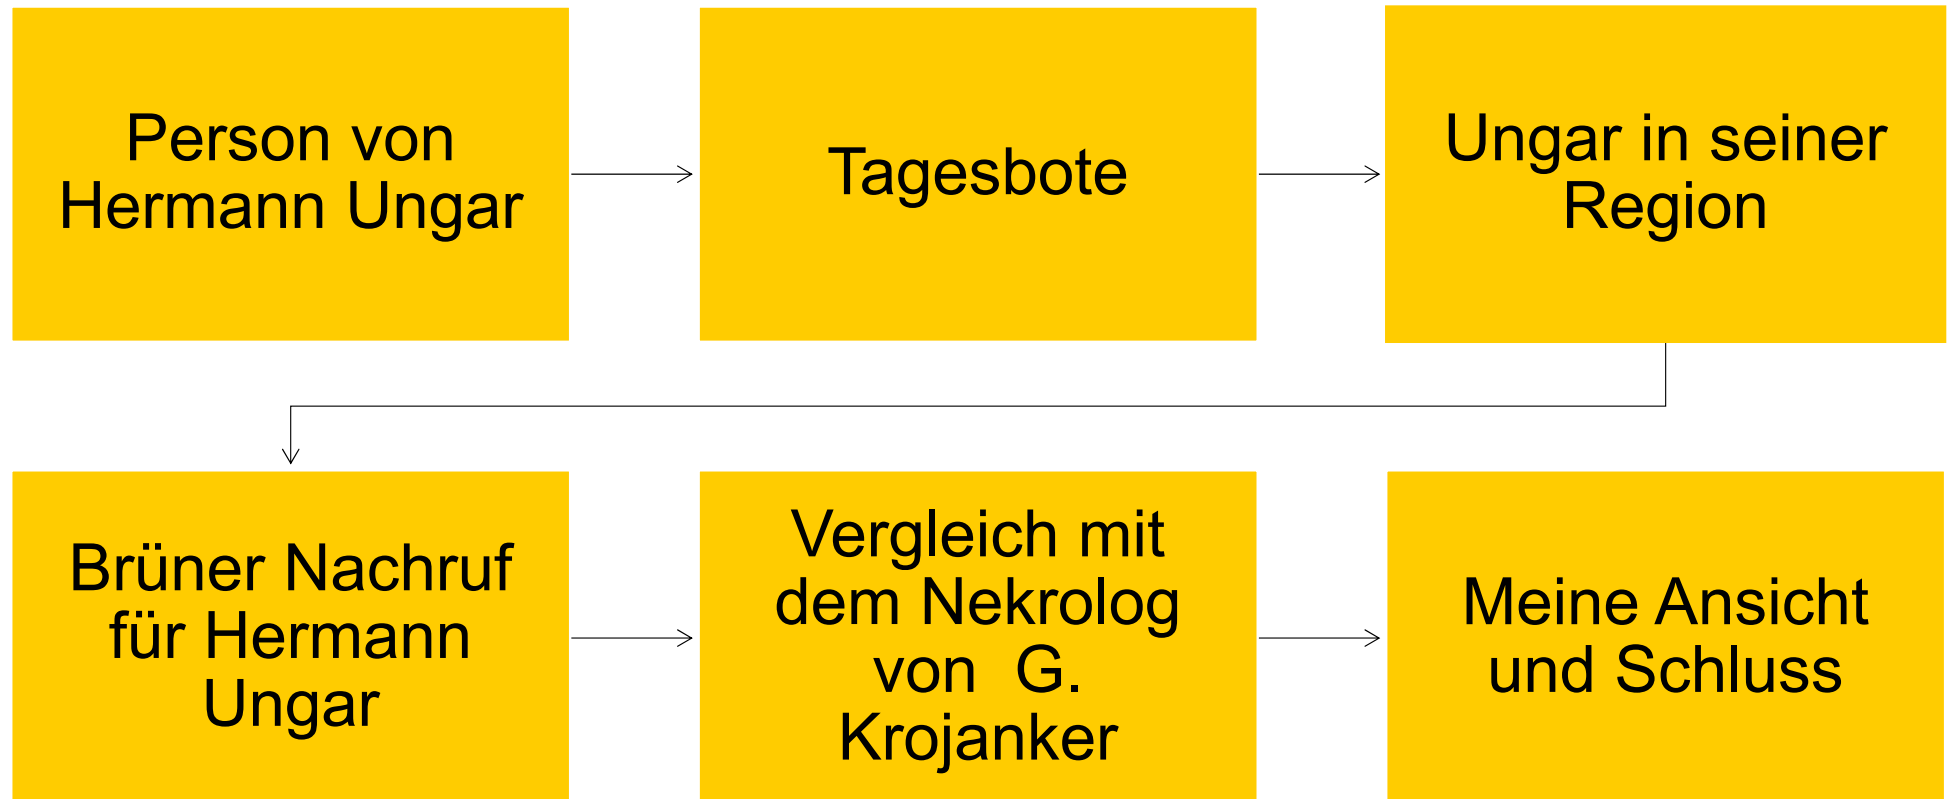 Person von
Hermann Ungar
Tagesbote
Ungar in seiner
Region
Brüner Nachruf
für Hermann
Ungar
Vergleich mit
dem Nekrolog
von  G.
Krojanker
Meine Ansicht
und Schluss